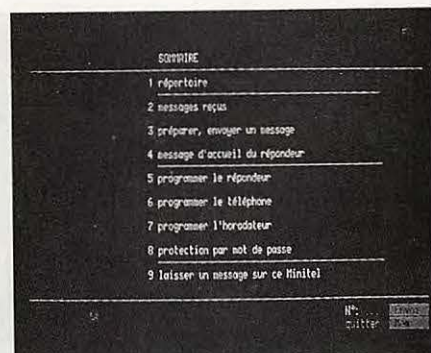 SOMMAIRE
1 répertoire
2 messages reçus
3 préparer, envoyer un message
4 message d'accueil du répondeur
5 programmer le répondeur
6 programmer le téléphone
7 programmer l'horodateur
8 protection par mot de passe
9 laisser un message sur ce Minitel
N°:... Envoi
quitter